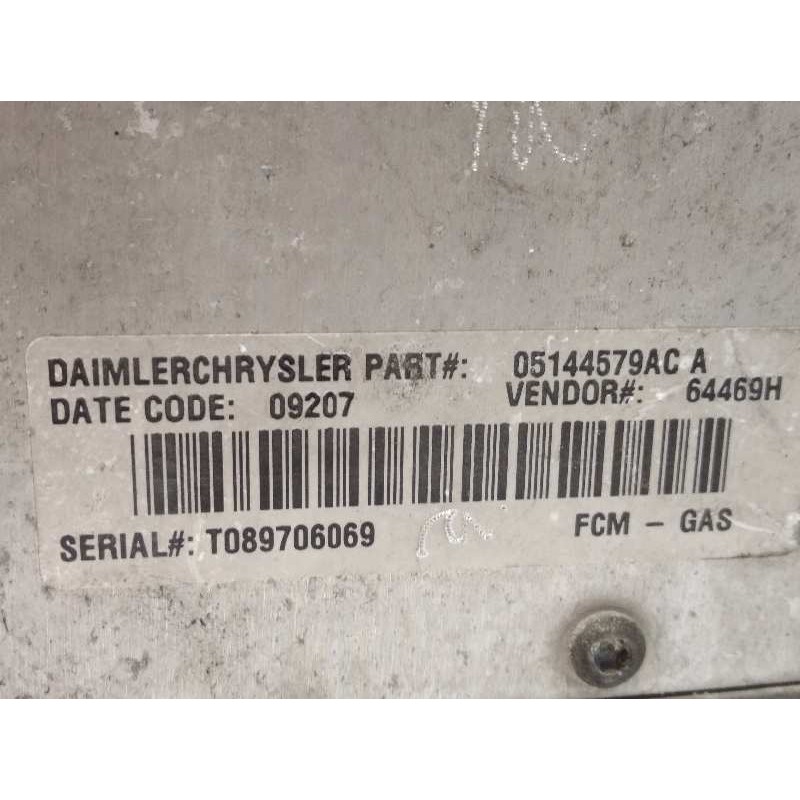 DAIMLERCHRYSLER PART#: 05144579AC A
DATE CODE: 09207 VENDOR#: 64469H
SERIAL#: T089706069 FCM - GAS